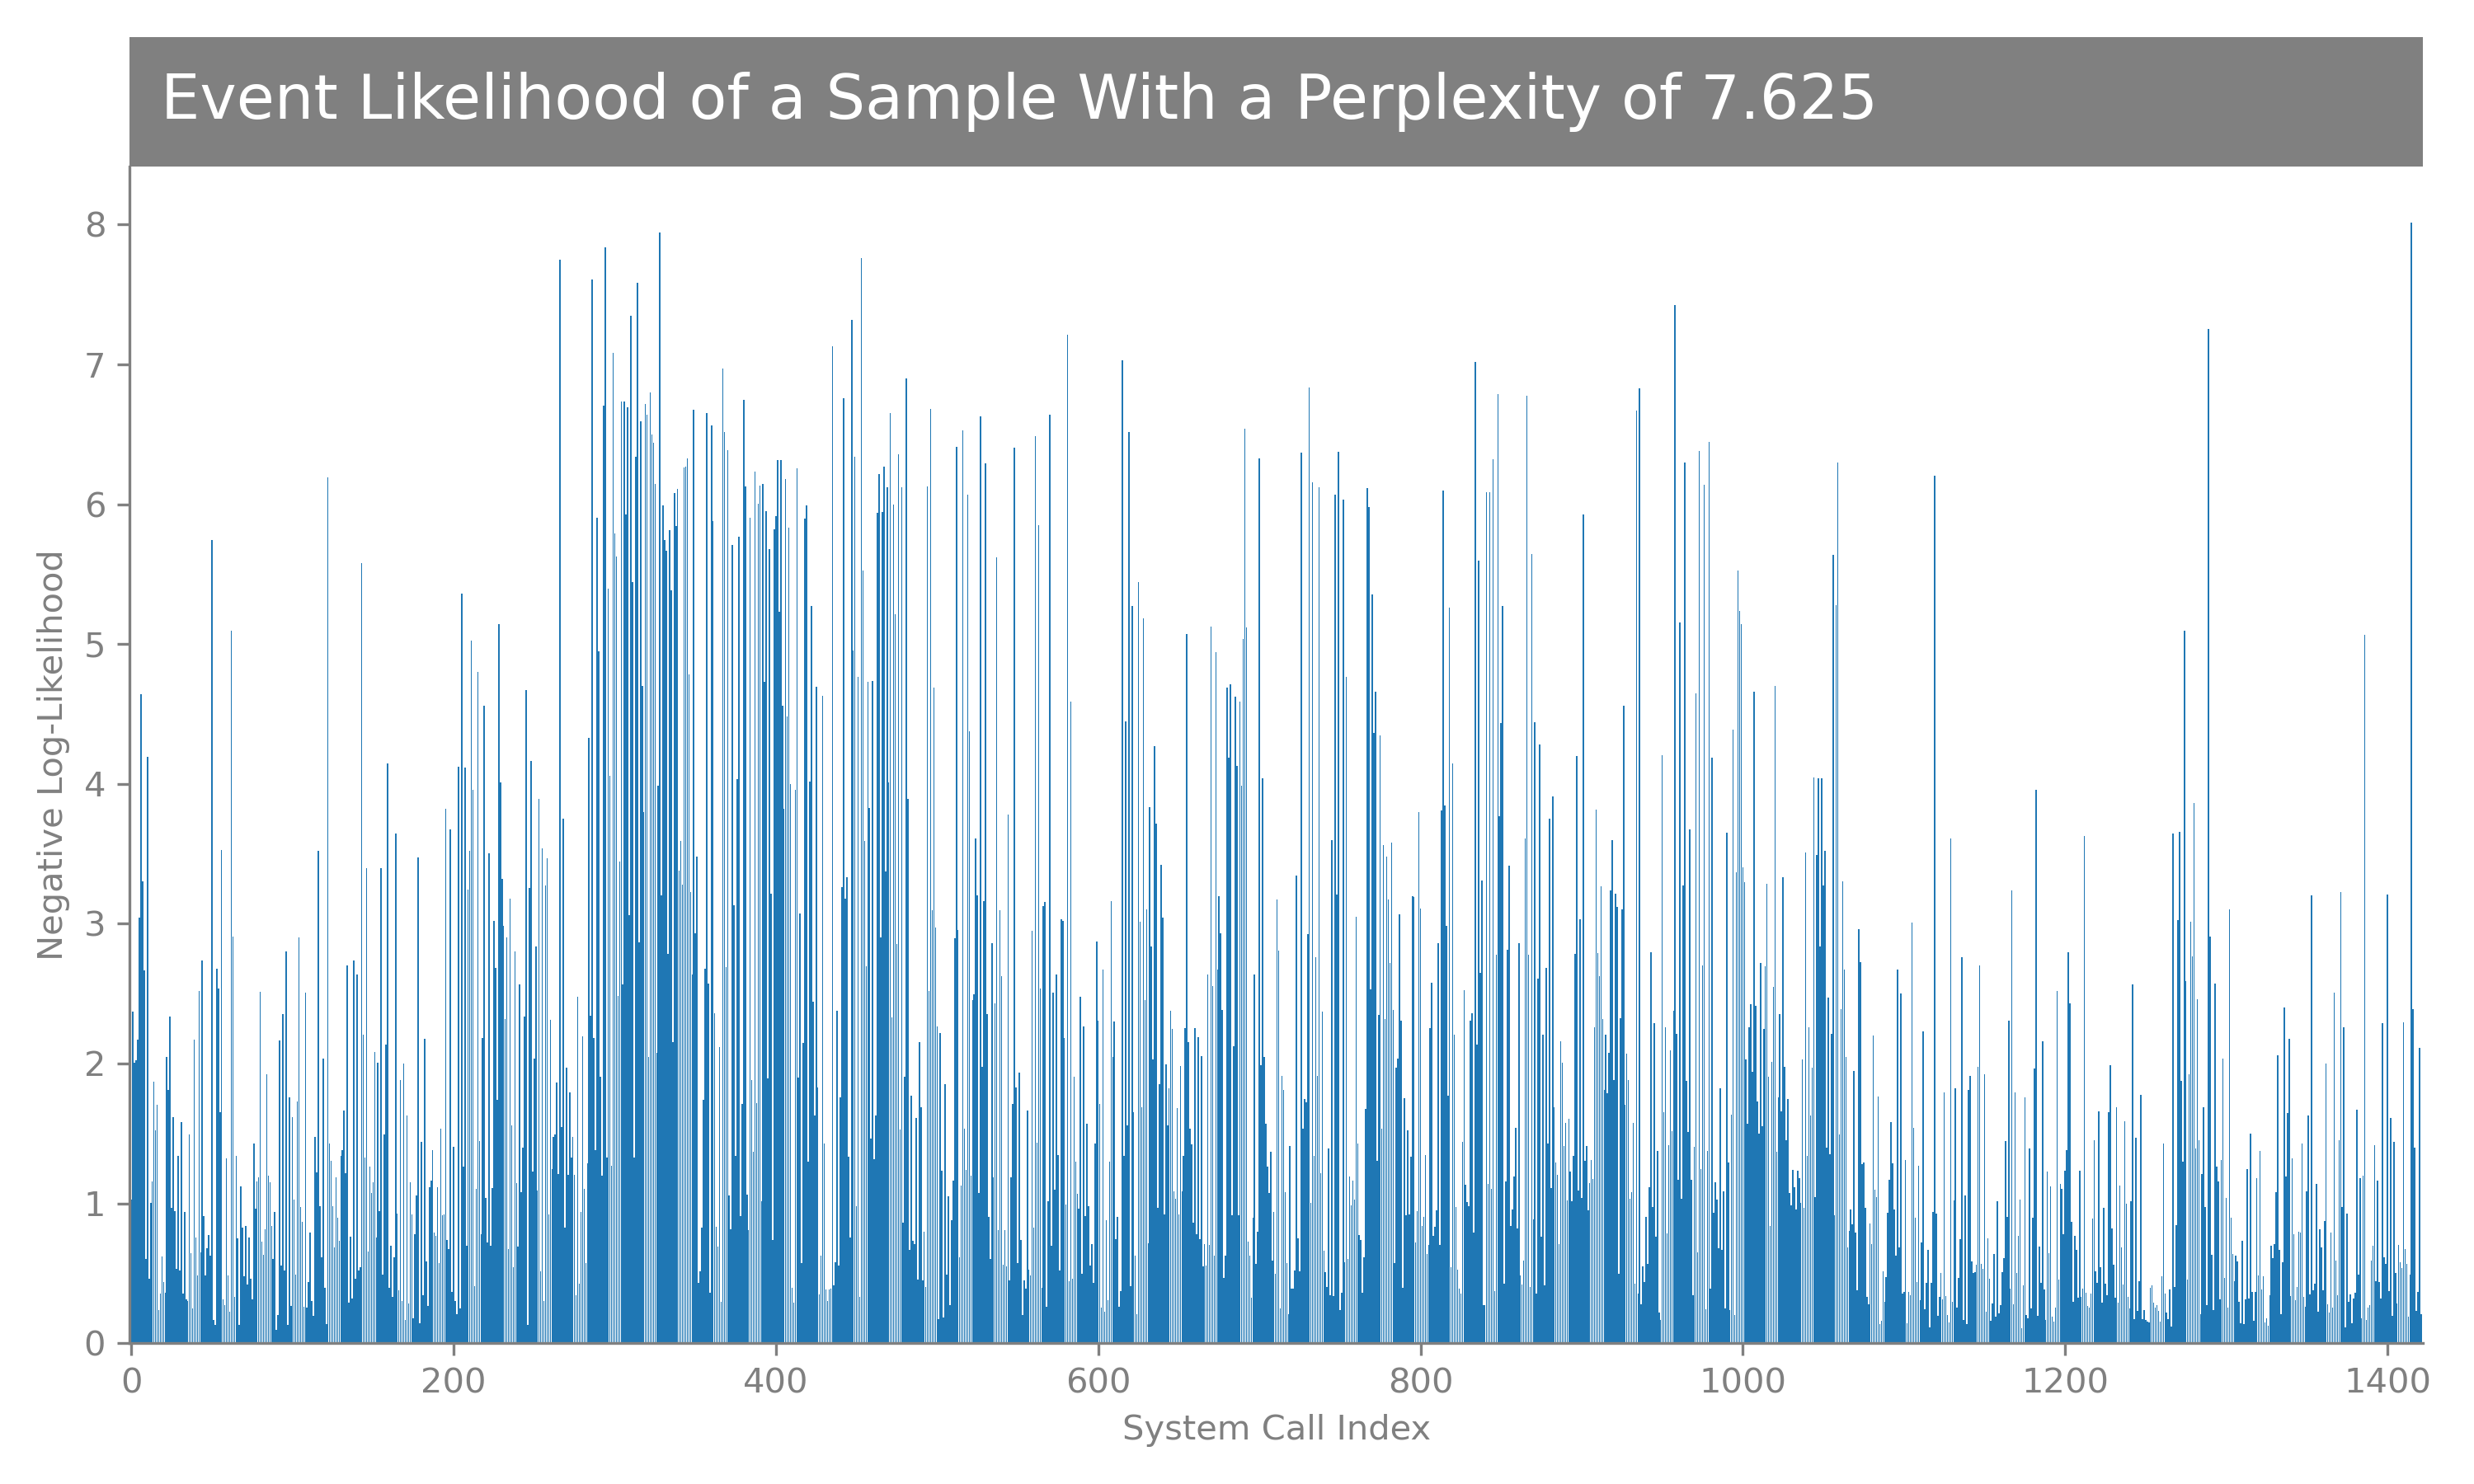 Event Likelihood of a Sample With a Perplexity of 7.625
8
7
6
5
4
3
2
1
0
Negative Log-Likelihood
0 200 400 600 800 1000 1200 1400
System Call Index